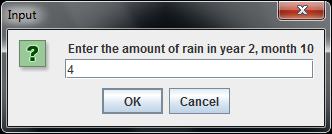 Input
Enter the amount of rain in year 2, month 10
4
OK Cancel